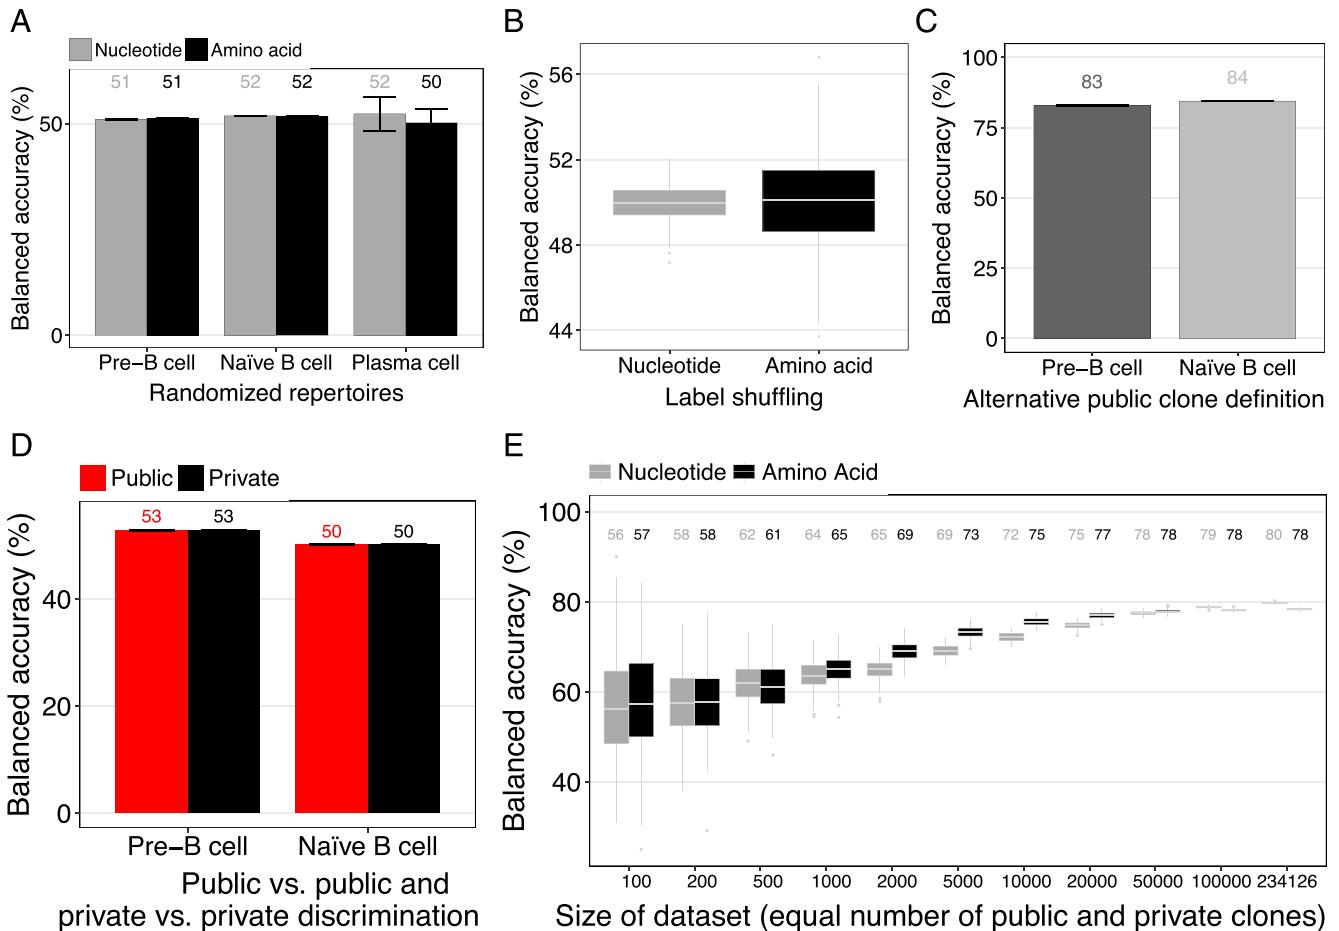 A
Nucleotide Amino acid
51 51 52 52 52 50
Balanced accuracy (%)
50
0
Pre−B cell Naïve B cell Plasma cell
Randomized repertoires
B
Balanced accuracy (%)
56
52
48
44
Nucleotide Amino acid
Label shuffling
C
Balanced accuracy (%)
100
75
50
25
0
83 84
Pre−B cell Naïve B cell
Alternative public clone definition
D
Public Private
53 53 50 50
Balanced accuracy (%)
40
20
0
Pre−B cell Naïve B cell
Public vs. public and
private vs. private discrimination
E
Nucleotide Amino Acid
Balanced accuracy (%)
100
80
60
40
56 57 58 58 62 61 64 65 65 69 69 73 72 75 75 77 78 78 79 78 80 78
100 200 500 1000 2000 5000 10000 20000 50000 100000 234126
Size of dataset (equal number of public and private clones)